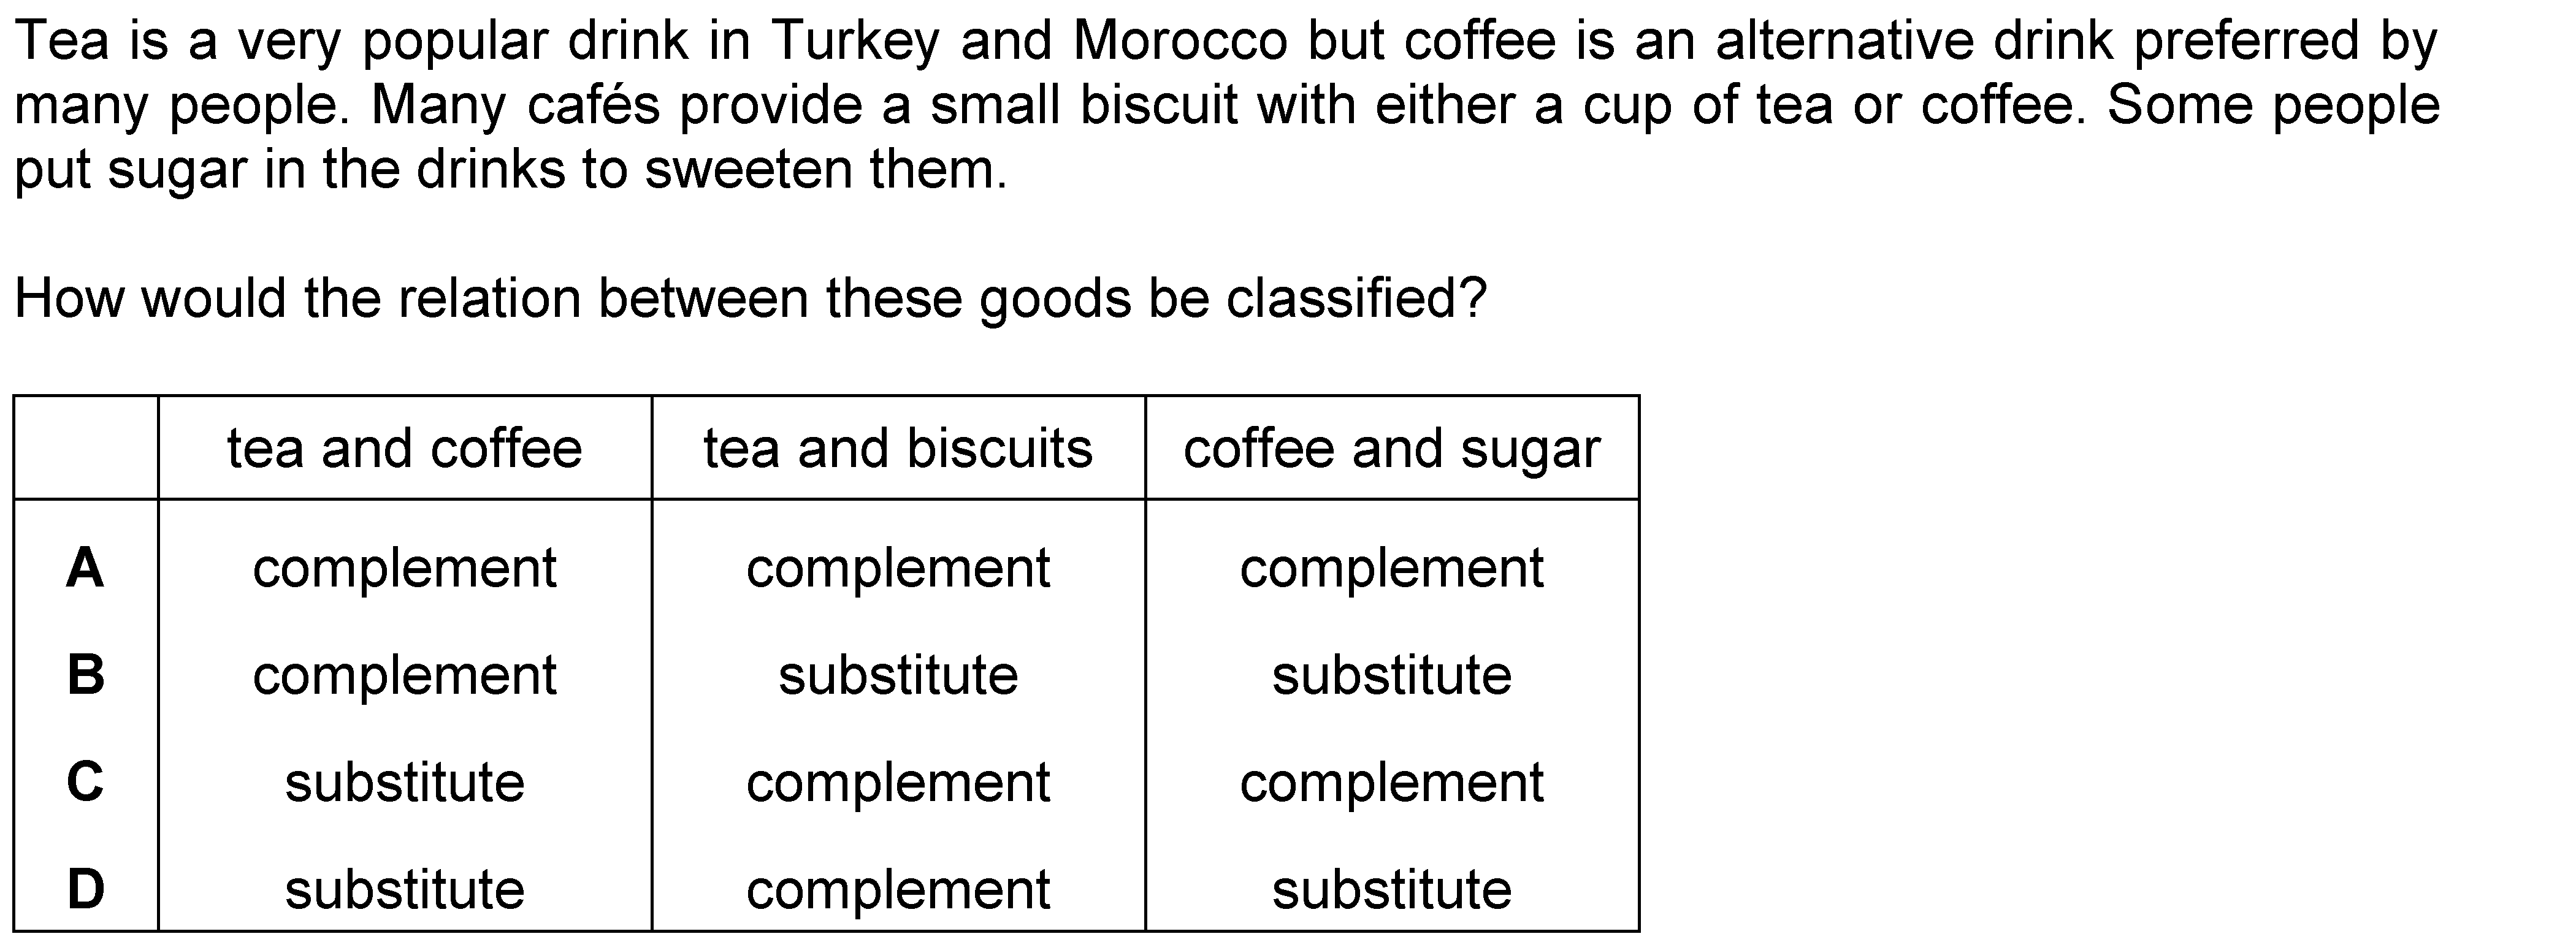 Tea is a very popular drink in Turkey and Morocco but coffee is an alternative drink preferred by
many people. Many cafés provide a small biscuit with either a cup of tea or coffee. Some people
put sugar in the drinks to sweeten them.
How would the relation between these goods be classified?
tea and coffee tea and biscuits coffee and sugar
A complement complement complement
B complement substitute substitute
C substitute complement complement
D substitute complement substitute